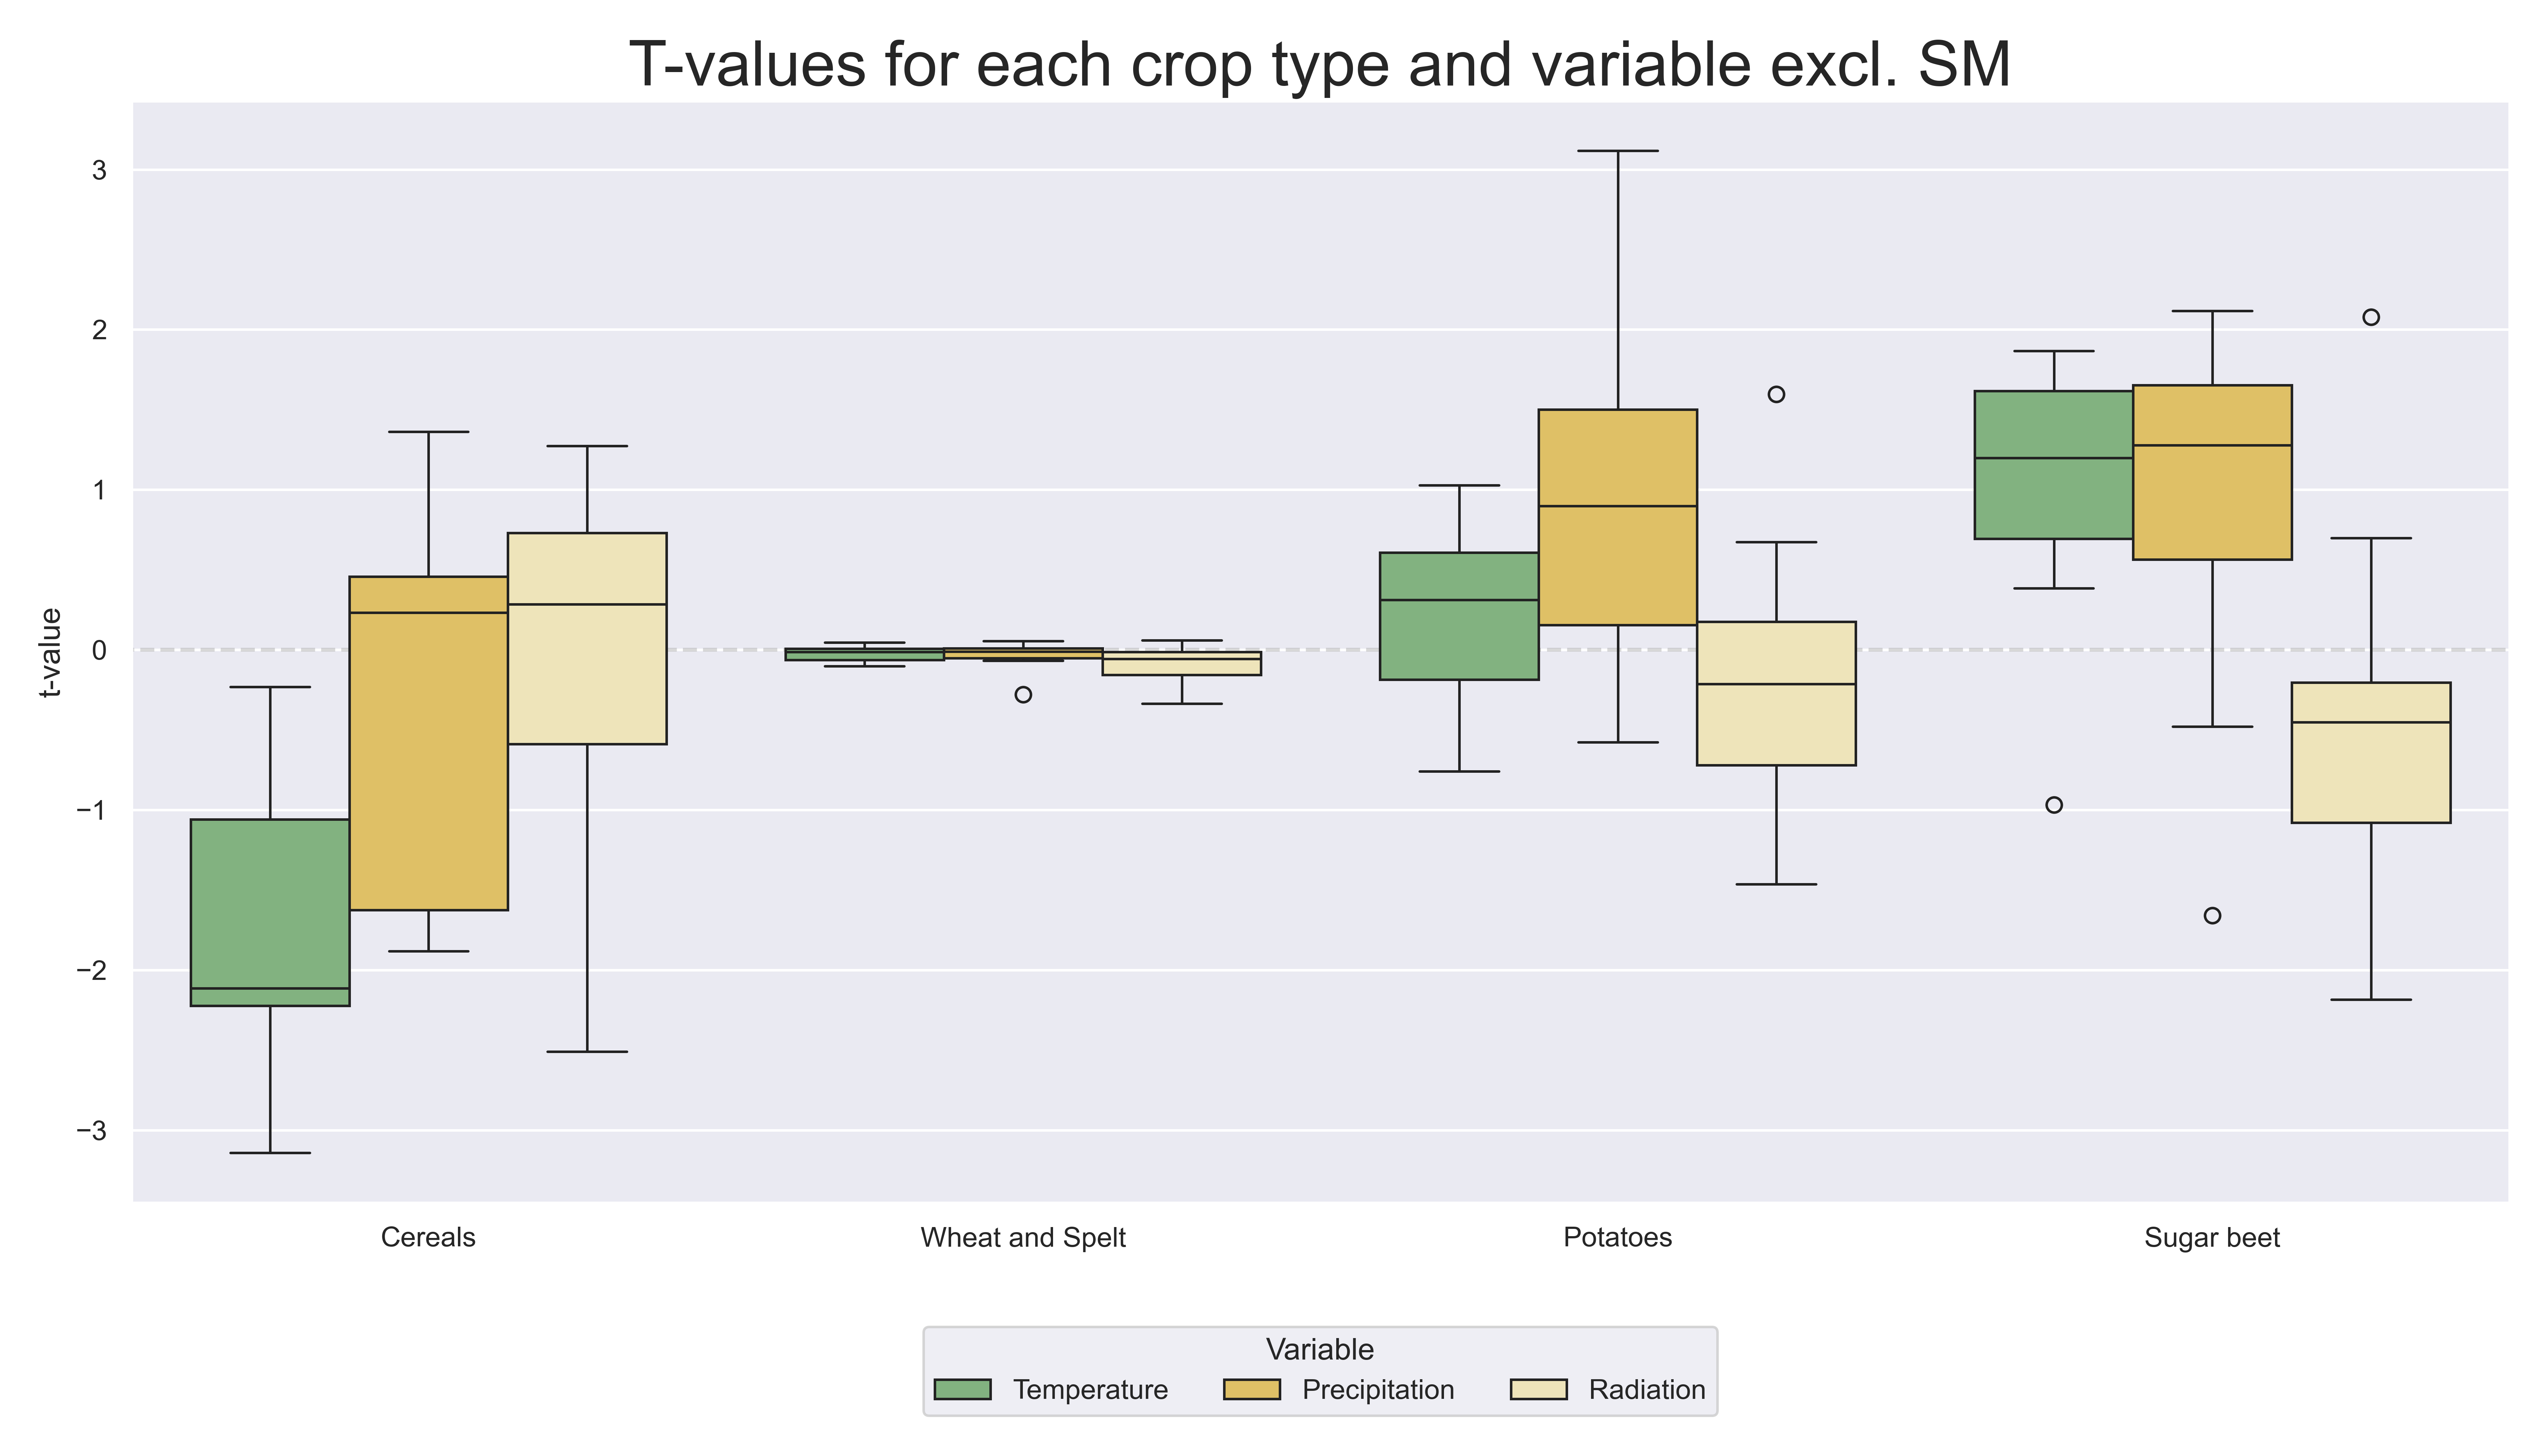 T-values for each crop type and variable excl. SM
3
2
1
0
−1
−2
−3
t-value
Cereals
Wheat and Spelt
Potatoes
Sugar beet
Variable
Temperature
Precipitation
Radiation